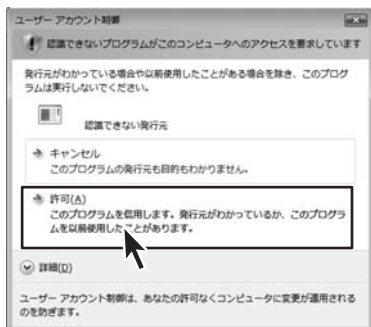 ユーザー アカウント制御
認識できないプログラムがこのコンピュータへのアクセスを要求しています
発行元がわかっている場合や以前使用したことがある場合を除き、このプログ
ラムは実行しないでください。
認識できない発行元
キャンセル
このプログラムの発行元も目的もわかりません。
許可(A)
このプログラムを信用します。発行元がわかっているか、このプログラ
ムを以前使用したことがあります。
詳細(D)
ユーザー アカウント制御は、あなたの許可なくコンピュータに変更が適用される
のを防ぎます。